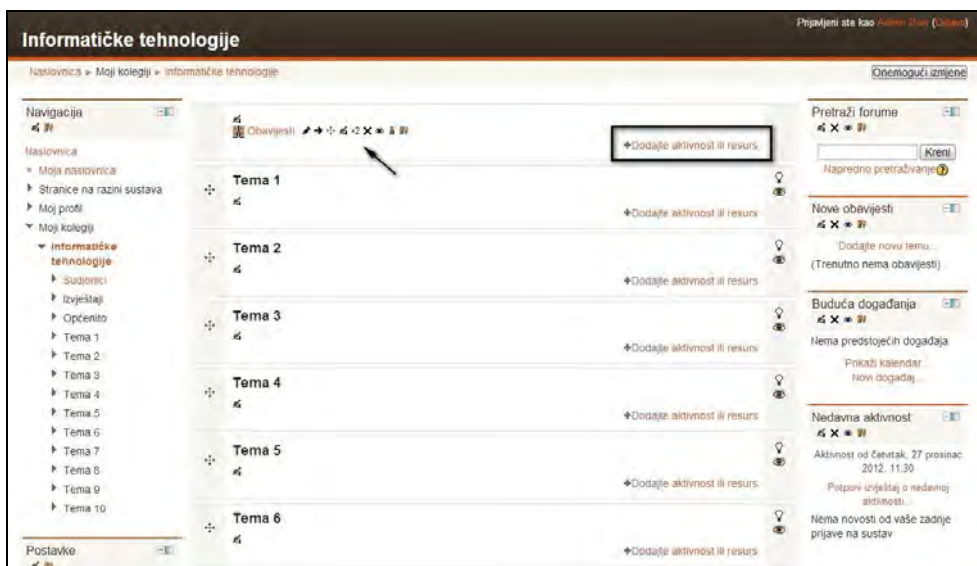 Prijavljeni ste kao Admin User (Odjava)
Informatičke tehnologije
Naslovnica ► Moji kolegiji ► Informatičke tehnologije
Onemogući izmjene
Navigacija
Naslovnica
Moja naslovnica
Stranice na razini sustava
Moj profil
Moji kolegiji
Informatičke
tehnologije
Sudionici
Izvještaji
Općenito
Tema 1
Tema 2
Tema 3
Tema 4
Tema 5
Tema 6
Tema 7
Tema 8
Tema 9
Tema 10
Postavke
Obavijesti
Dodajte aktivnost ili resurs
Tema 1
Dodajte aktivnost ili resurs
Tema 2
Dodajte aktivnost ili resurs
Tema 3
Dodajte aktivnost ili resurs
Tema 4
Dodajte aktivnost ili resurs
Tema 5
Dodajte aktivnost ili resurs
Tema 6
Dodajte aktivnost ili resurs
Pretraži forume
Kreni
Napredno pretraživanje
Nove obavijesti
Dodajte novu temu...
(Trenutno nema obavijesti)
Buduća događanja
Nema predstojećih događaja
Prikaži kalendar...
Novi događaj...
Nedavna aktivnost
Aktivnost od četvrtak, 27 prosinac
2012, 11.30
Potpuni izvještaj o nedavnoj
aktivnosti...
Nema novosti od vaše zadnje
prijave na sustav